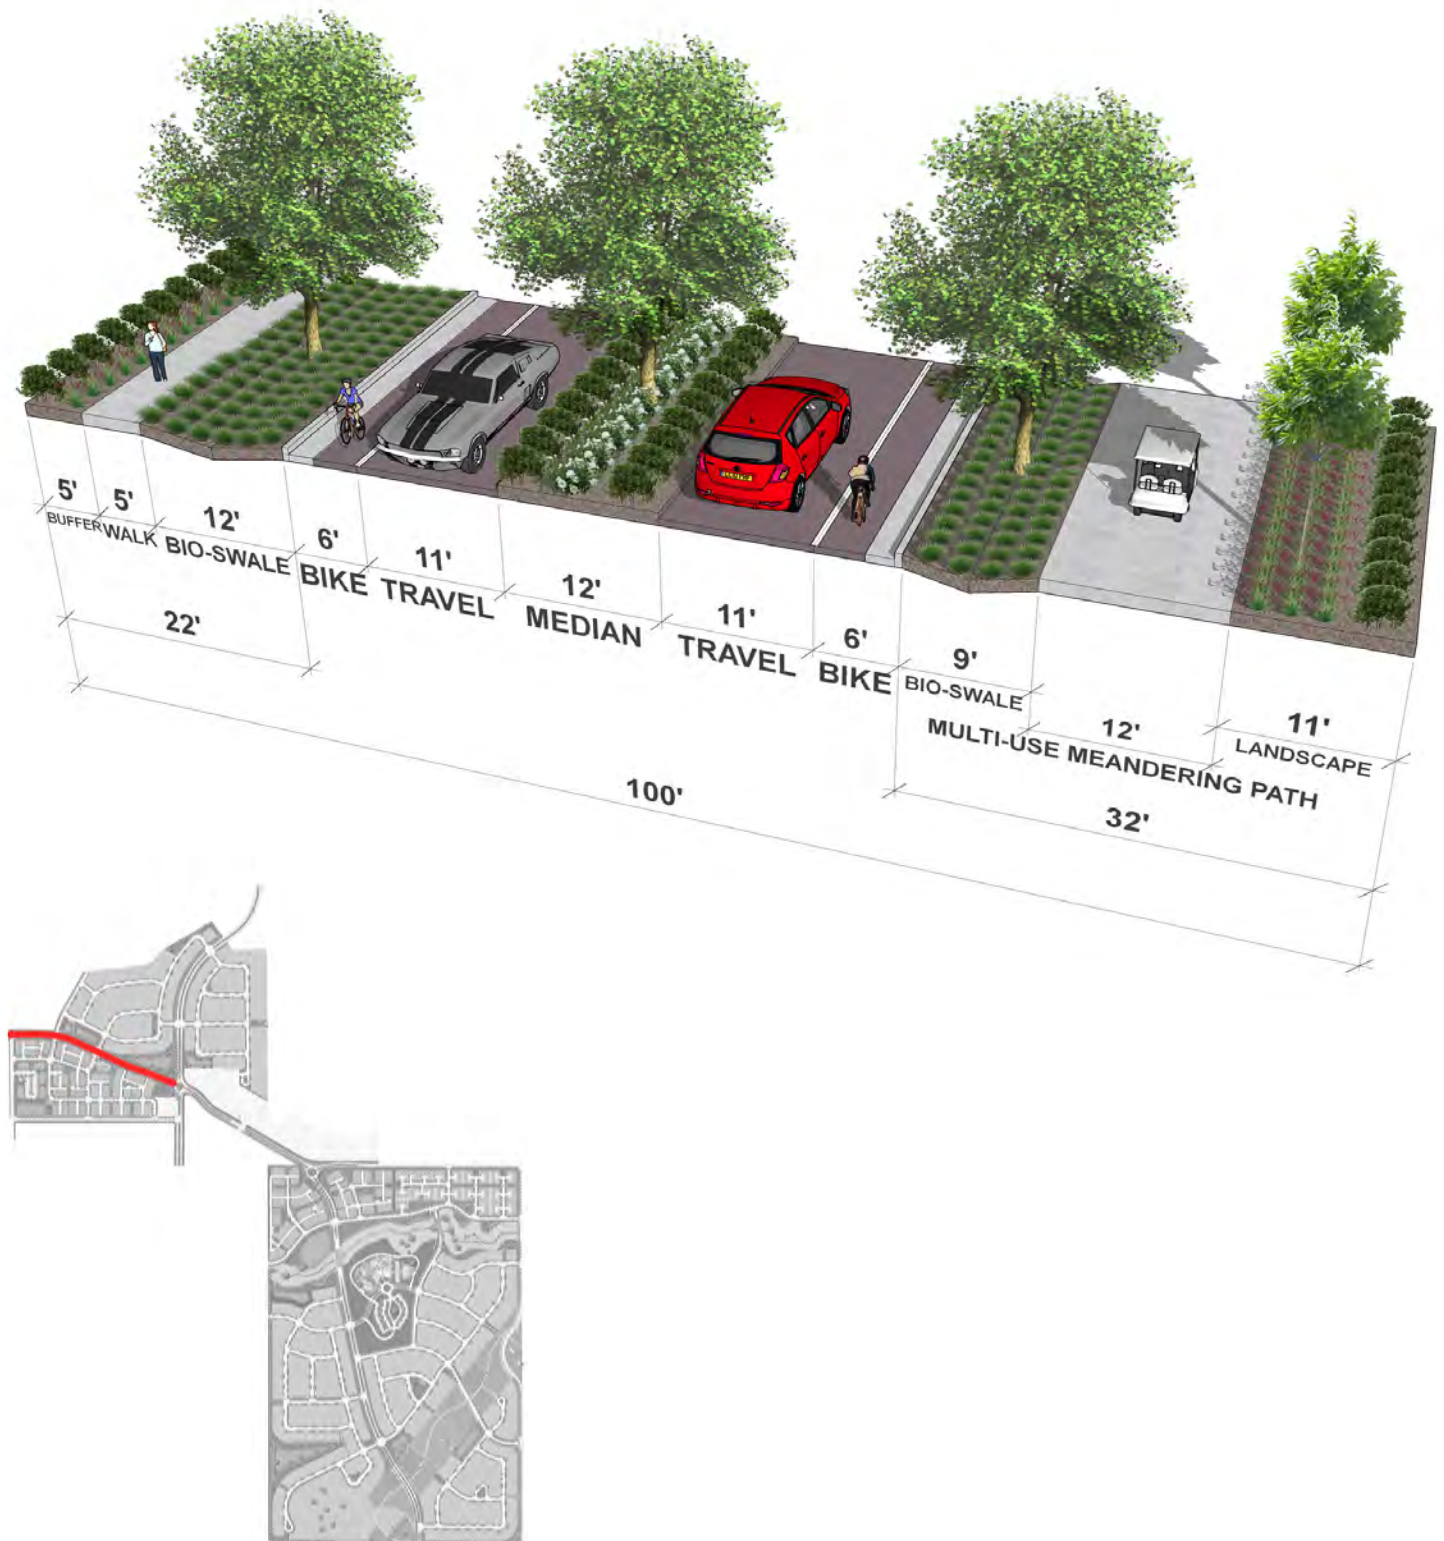 5'
BUFFER
5'
WALK
12'
BIO-SWALE
6'
BIKE
11'
TRAVEL
12'
MEDIAN
11'
TRAVEL
6'
BIKE
9'
BIO-SWALE
12'
MULTI-USE MEANDERING PATH
11'
LANDSCAPE
22'
32'
100'